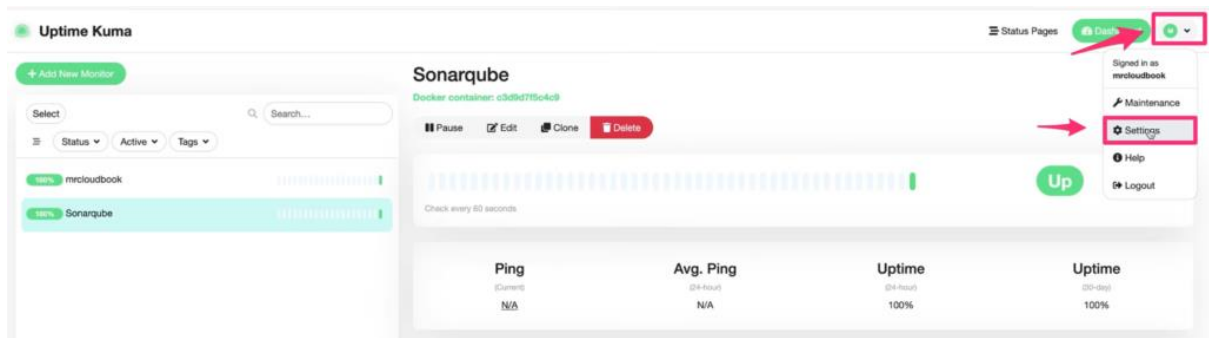 Uptime Kuma
Status Pages
+ Add New Monitor
Select
Search...
Status
Active
Tags
100% mrcloudbook
100% Sonarqube
Sonarqube
Docker container: c3d9d7f5c4c9
Pause Edit Clone Delete
Up
Check every 60 seconds
Ping Avg. Ping Uptime Uptime
(Current) (24-hour) (24-hour) (30-day)
N/A N/A 100% 100%
Signed in as
mrcloudbook
Maintenance
Settings
Help
Logout